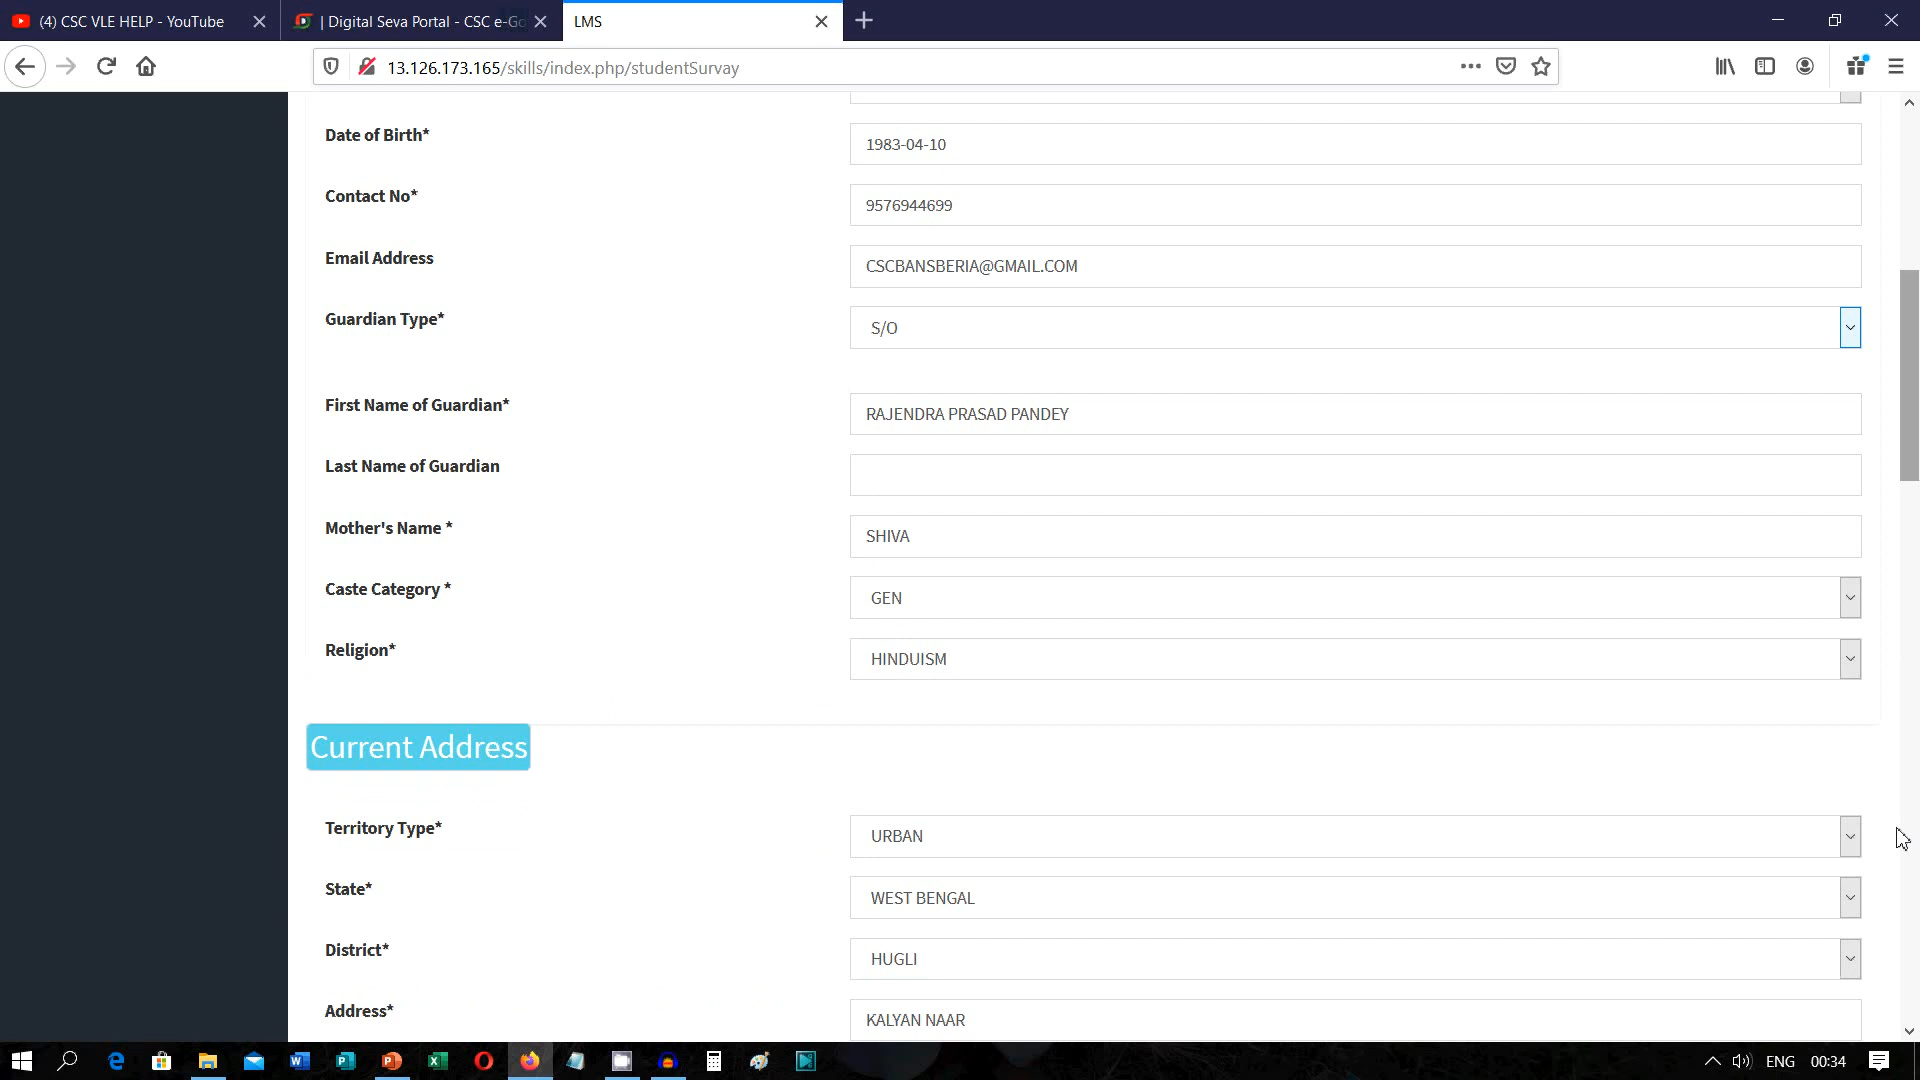 (4) CSC VLE HELP - YouTube
| Digital Seva Portal - CSC e-Go
LMS
13.126.173.165/skills/index.php/studentSurvay
Date of Birth* 1983-04-10
Contact No* 9576944699
Email Address CSCBANSBERIA@GMAIL.COM
Guardian Type* S/O
First Name of Guardian* RAJENDRA PRASAD PANDEY
Last Name of Guardian
Mother's Name * SHIVA
Caste Category * GEN
Religion* HINDUISM
Current Address
Territory Type* URBAN
State* WEST BENGAL
District* HUGLI
Address* KALYAN NAAR
ENG 00:34